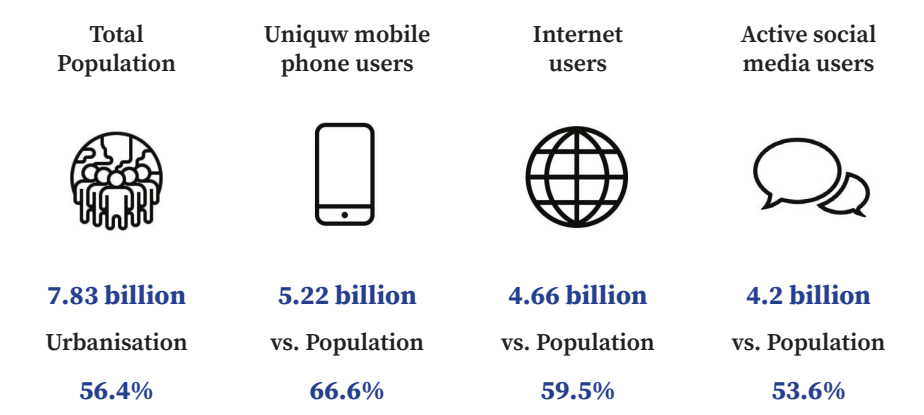 Total
Population
Uniquw mobile
phone users
Internet
users
Active social
media users
7.83 billion
5.22 billion
4.66 billion
4.2 billion
Urbanisation
vs. Population
vs. Population
vs. Population
56.4%
66.6%
59.5%
53.6%